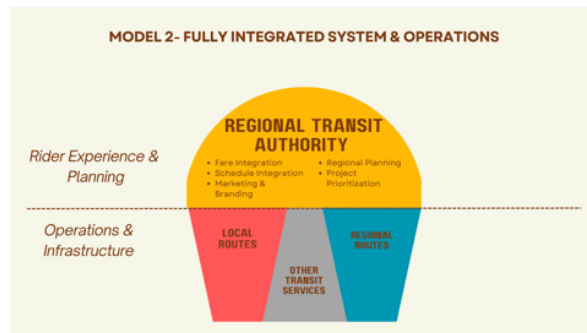 MODEL 2- FULLY INTEGRATED SYSTEM & OPERATIONS
REGIONAL TRANSIT
AUTHORITY
• Fare Integration
• Schedule Integration
• Marketing &
Branding
• Regional Planning
• Project
Prioritization
Rider Experience &
Planning
Operations &
Infrastructure
LOCAL
ROUTES
OTHER
TRANSIT
SERVICES
REGIONAL
ROUTES